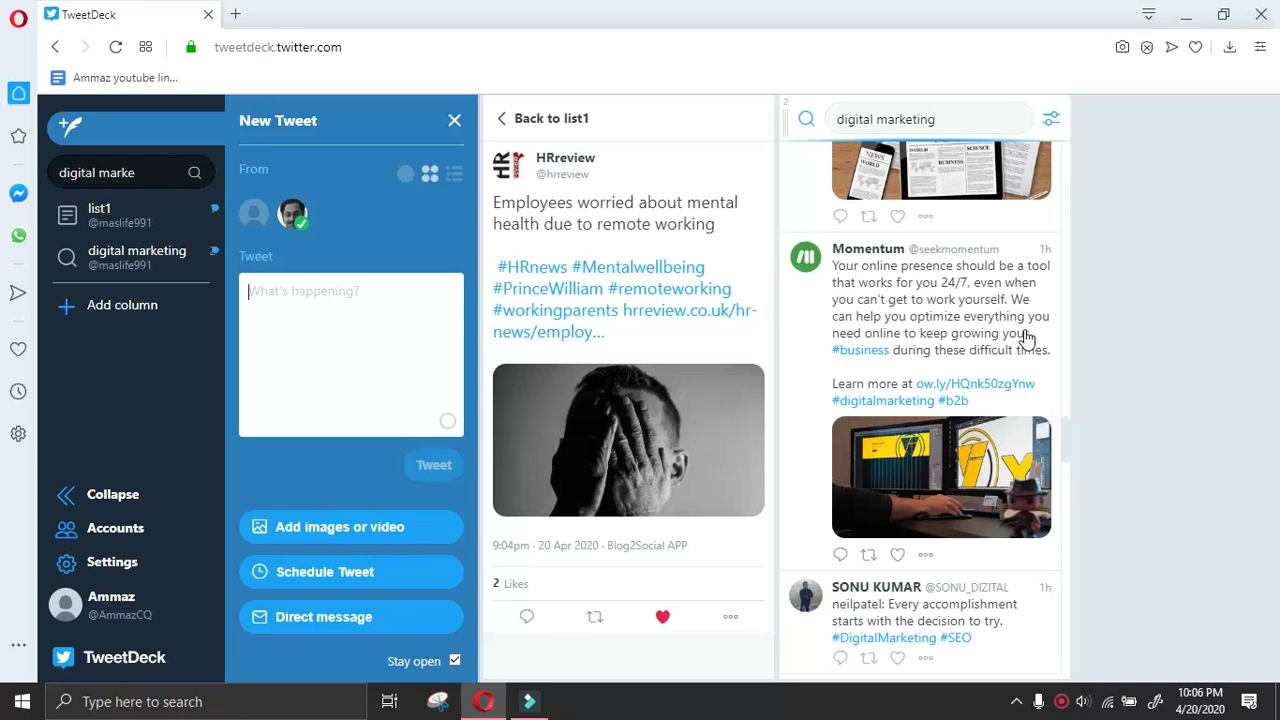 TweetDeck
tweetdeck.twitter.com
Ammaz youtube lin...
digital marke
list1
@maslife991
digital marketing
@maslife991
Add column
Collapse
Accounts
Settings
Ammaz
@AmmazCQ
TweetDeck
New Tweet
From
Tweet
What's happening?
Tweet
Add images or video
Schedule Tweet
Direct message
Stay open
Back to list1
HR
HRreview
@hrreview
Employees worried about mental
health due to remote working
#HRnews #Mentalwellbeing
#PrinceWilliam #remoteworking
#workingparents hrreview.co.uk/hr-
news/employ...
9:04pm · 20 Apr 2020 · Blog2Social APP
2 Likes
2
digital marketing
NEWS
WORLD
WORLD
SCIENCE
BUSINESS
Momentum @seekmomentum 1h
Your online presence should be a tool
that works for you 24/7, even when
you can't get to work yourself. We
can help you optimize everything you
need online to keep growing your
#business during these difficult times.
Learn more at ow.ly/HQnk50zgYnw
#digitalmarketing #b2b
SONU KUMAR @SONU_DIZITAL 1h
neilpatel: Every accomplishment
starts with the decision to try.
#DigitalMarketing #SEO
Type here to search
10:06 PM
4/20/2020